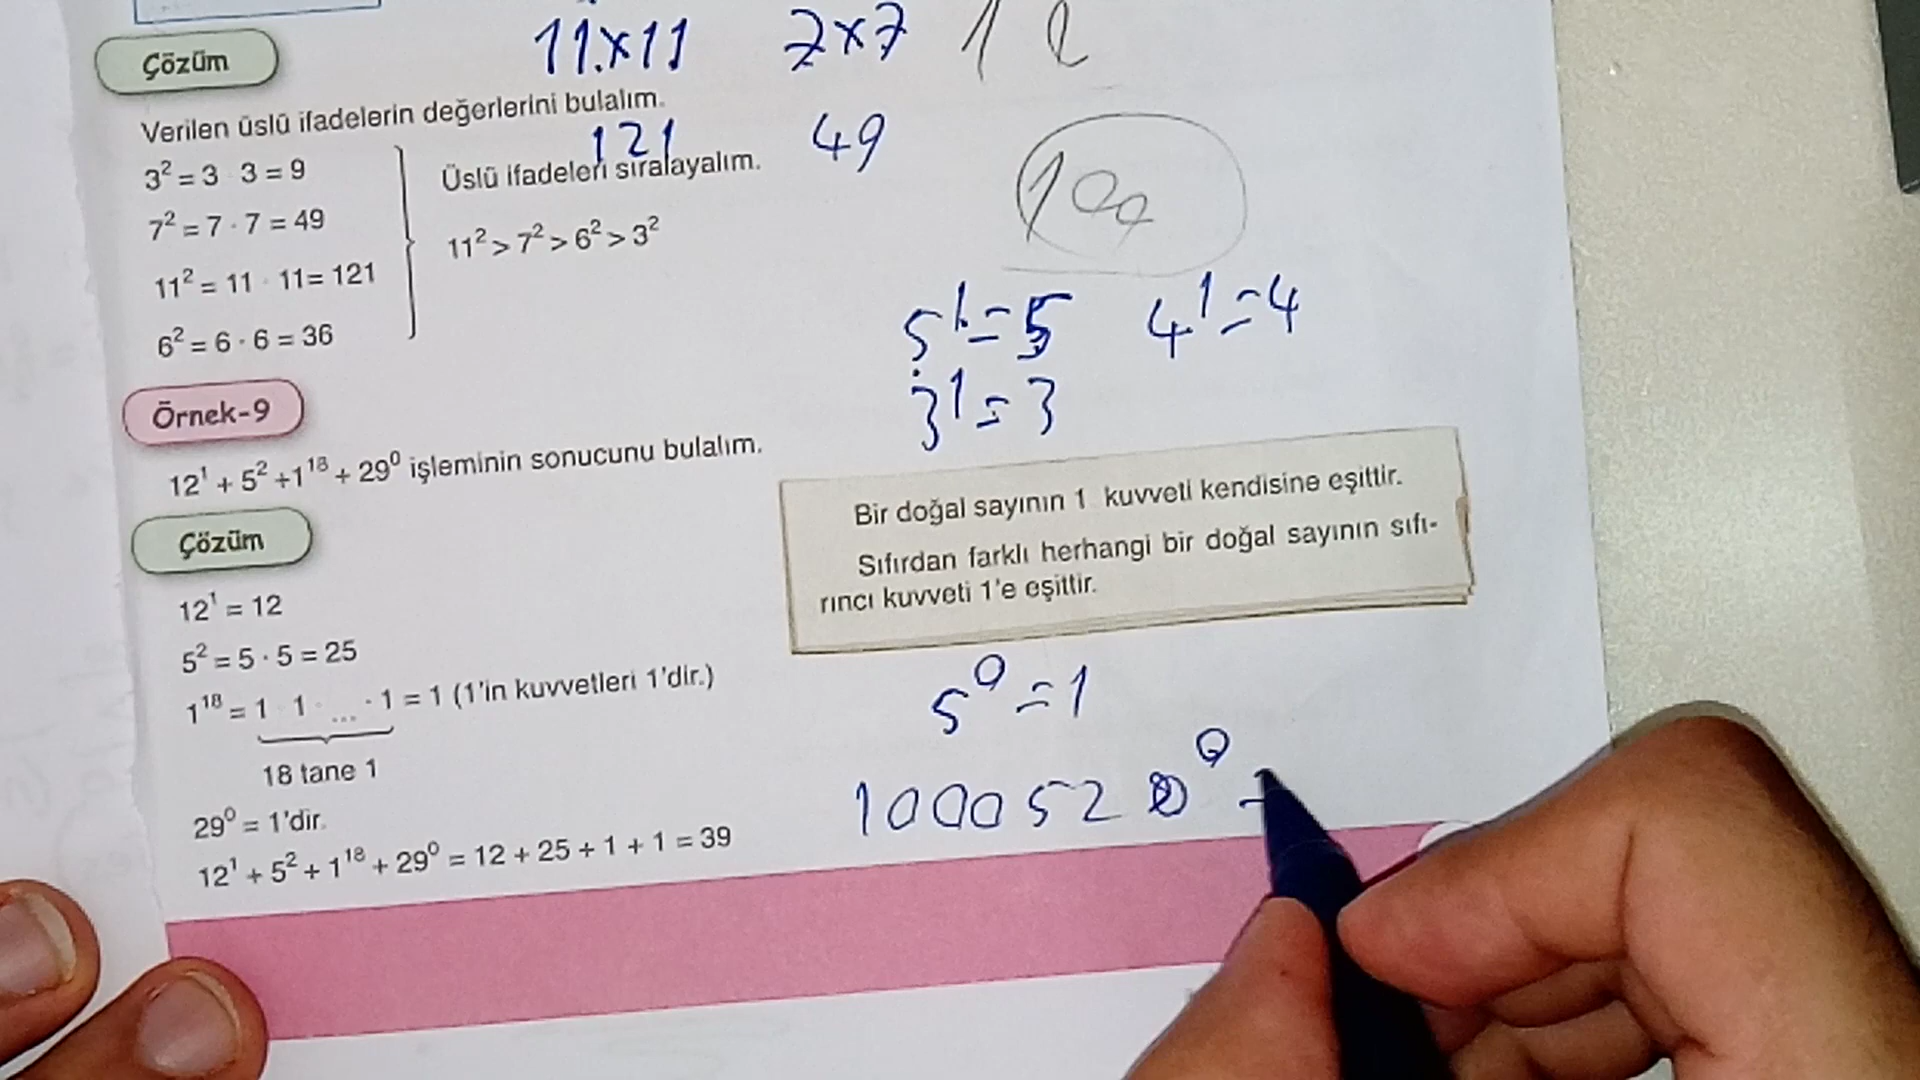 11.x11 7x7 1
Çözüm
Verilen üslü ifadelerin değerlerini bulalım.
121 49
3² = 3 3 = 9
Üslü ifadeleri sıralayalım.
7² = 7 · 7 = 49
11² > 7² > 6² > 3²
11² = 11 11= 121
6² = 6 · 6 = 36
5¹ = 5 4¹ = 4
3¹ = 3
Örnek-9
12¹ + 5² +1¹⁸ + 29⁰ işleminin sonucunu bulalım.
Bir doğal sayının 1 kuvveti kendisine eşittir.
Sıfırdan farklı herhangi bir doğal sayının sıfı-
rıncı kuvveti 1'e eşittir.
Çözüm
12¹ = 12
5² = 5 · 5 = 25
1¹⁸ = 1 1 ... · 1 = 1 (1'in kuvvetleri 1'dir.)
18 tane 1
29⁰ = 1'dir.
12¹ + 5² + 1¹⁸ + 29⁰ = 12 + 25 + 1 + 1 = 39
5⁰ = 1